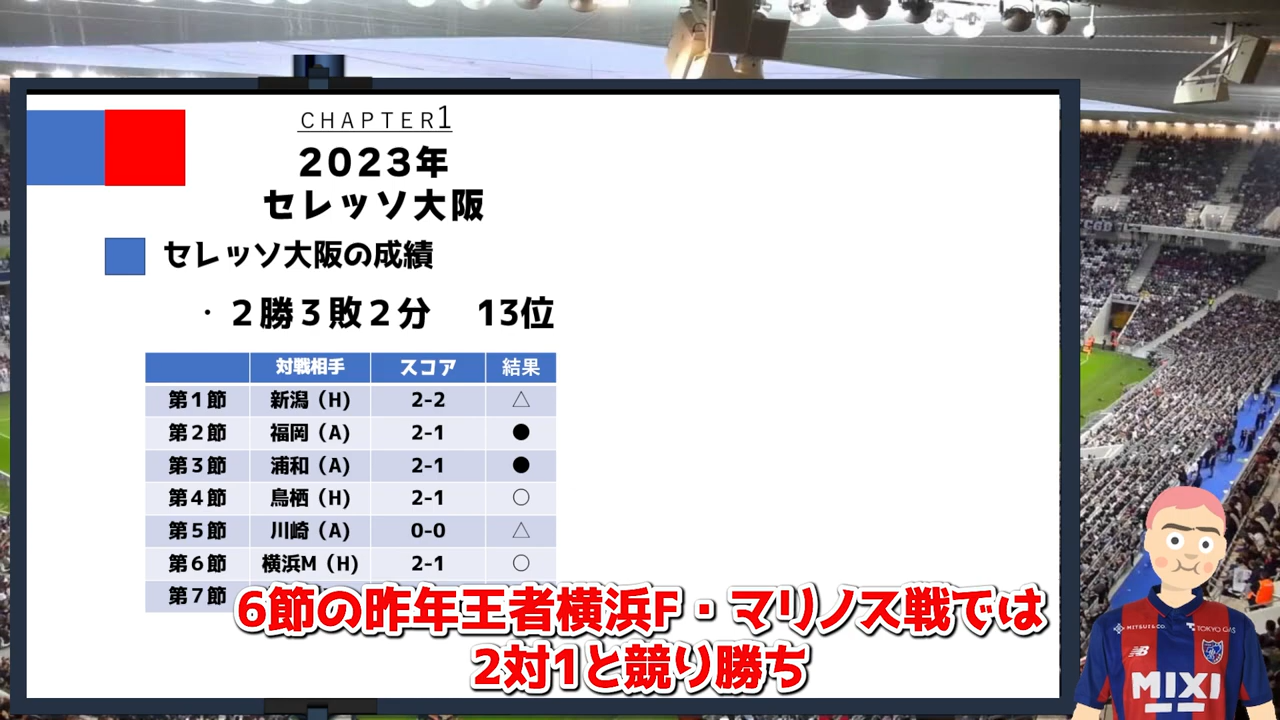 CHAPTER1
2023年
セレッソ大阪
セレッソ大阪の成績
・２勝３敗２分　13位
対戦相手 スコア 結果
第１節 新潟（H) 2-2 △
第２節 福岡（A) 2-1 ●
第３節 浦和（A) 2-1 ●
第４節 鳥栖（H) 2-1 ○
第５節 川崎（A) 0-0 △
第６節 横浜M（H) 2-1 ○
第７節
6節の昨年王者横浜F・マリノス戦では
2対1と競り勝ち
MITSUI&CO. TOKYO GAS
NB
MIXI